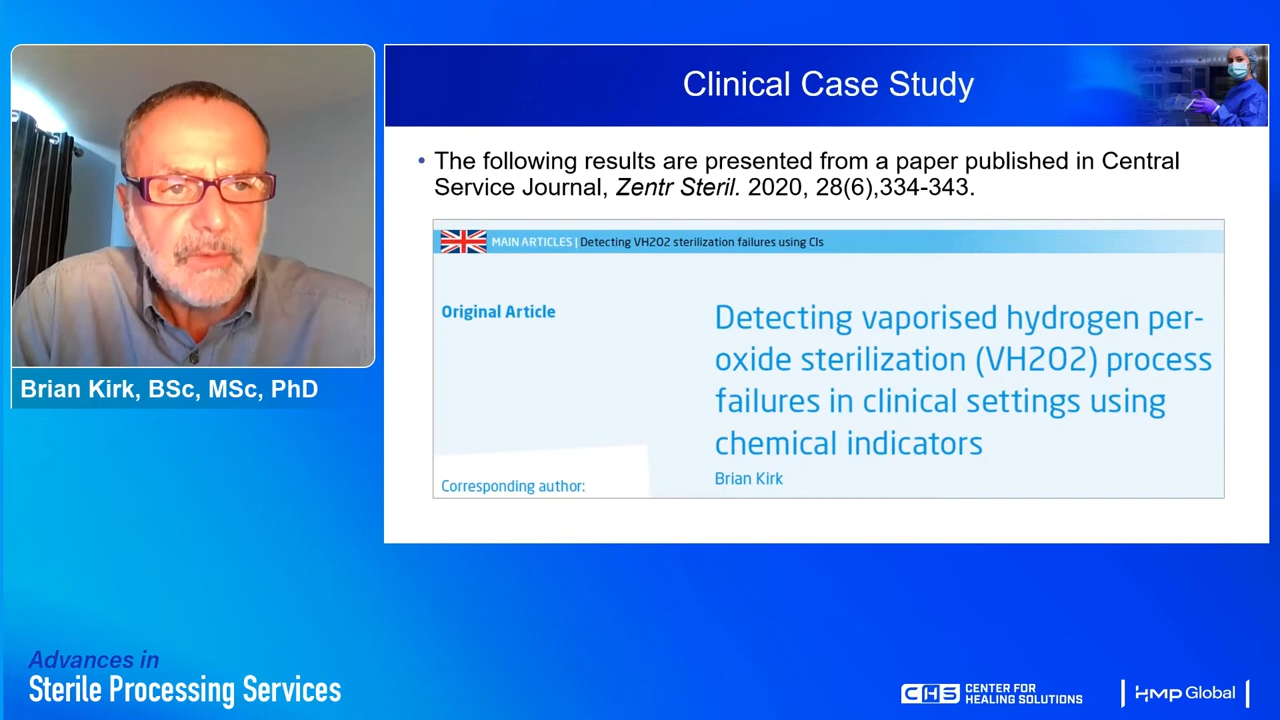 Clinical Case Study
• The following results are presented from a paper published in Central
Service Journal, Zentr Steril. 2020, 28(6),334-343.
MAIN ARTICLES | Detecting VH2O2 sterilization failures using CIs
Original Article
Detecting vaporised hydrogen per-
oxide sterilization (VH2O2) process
failures in clinical settings using
chemical indicators
Brian Kirk
Corresponding author:
Brian Kirk, BSc, MSc, PhD
Advances in
Sterile Processing Services
CHS CENTER FOR
HEALING SOLUTIONS
HMP Global